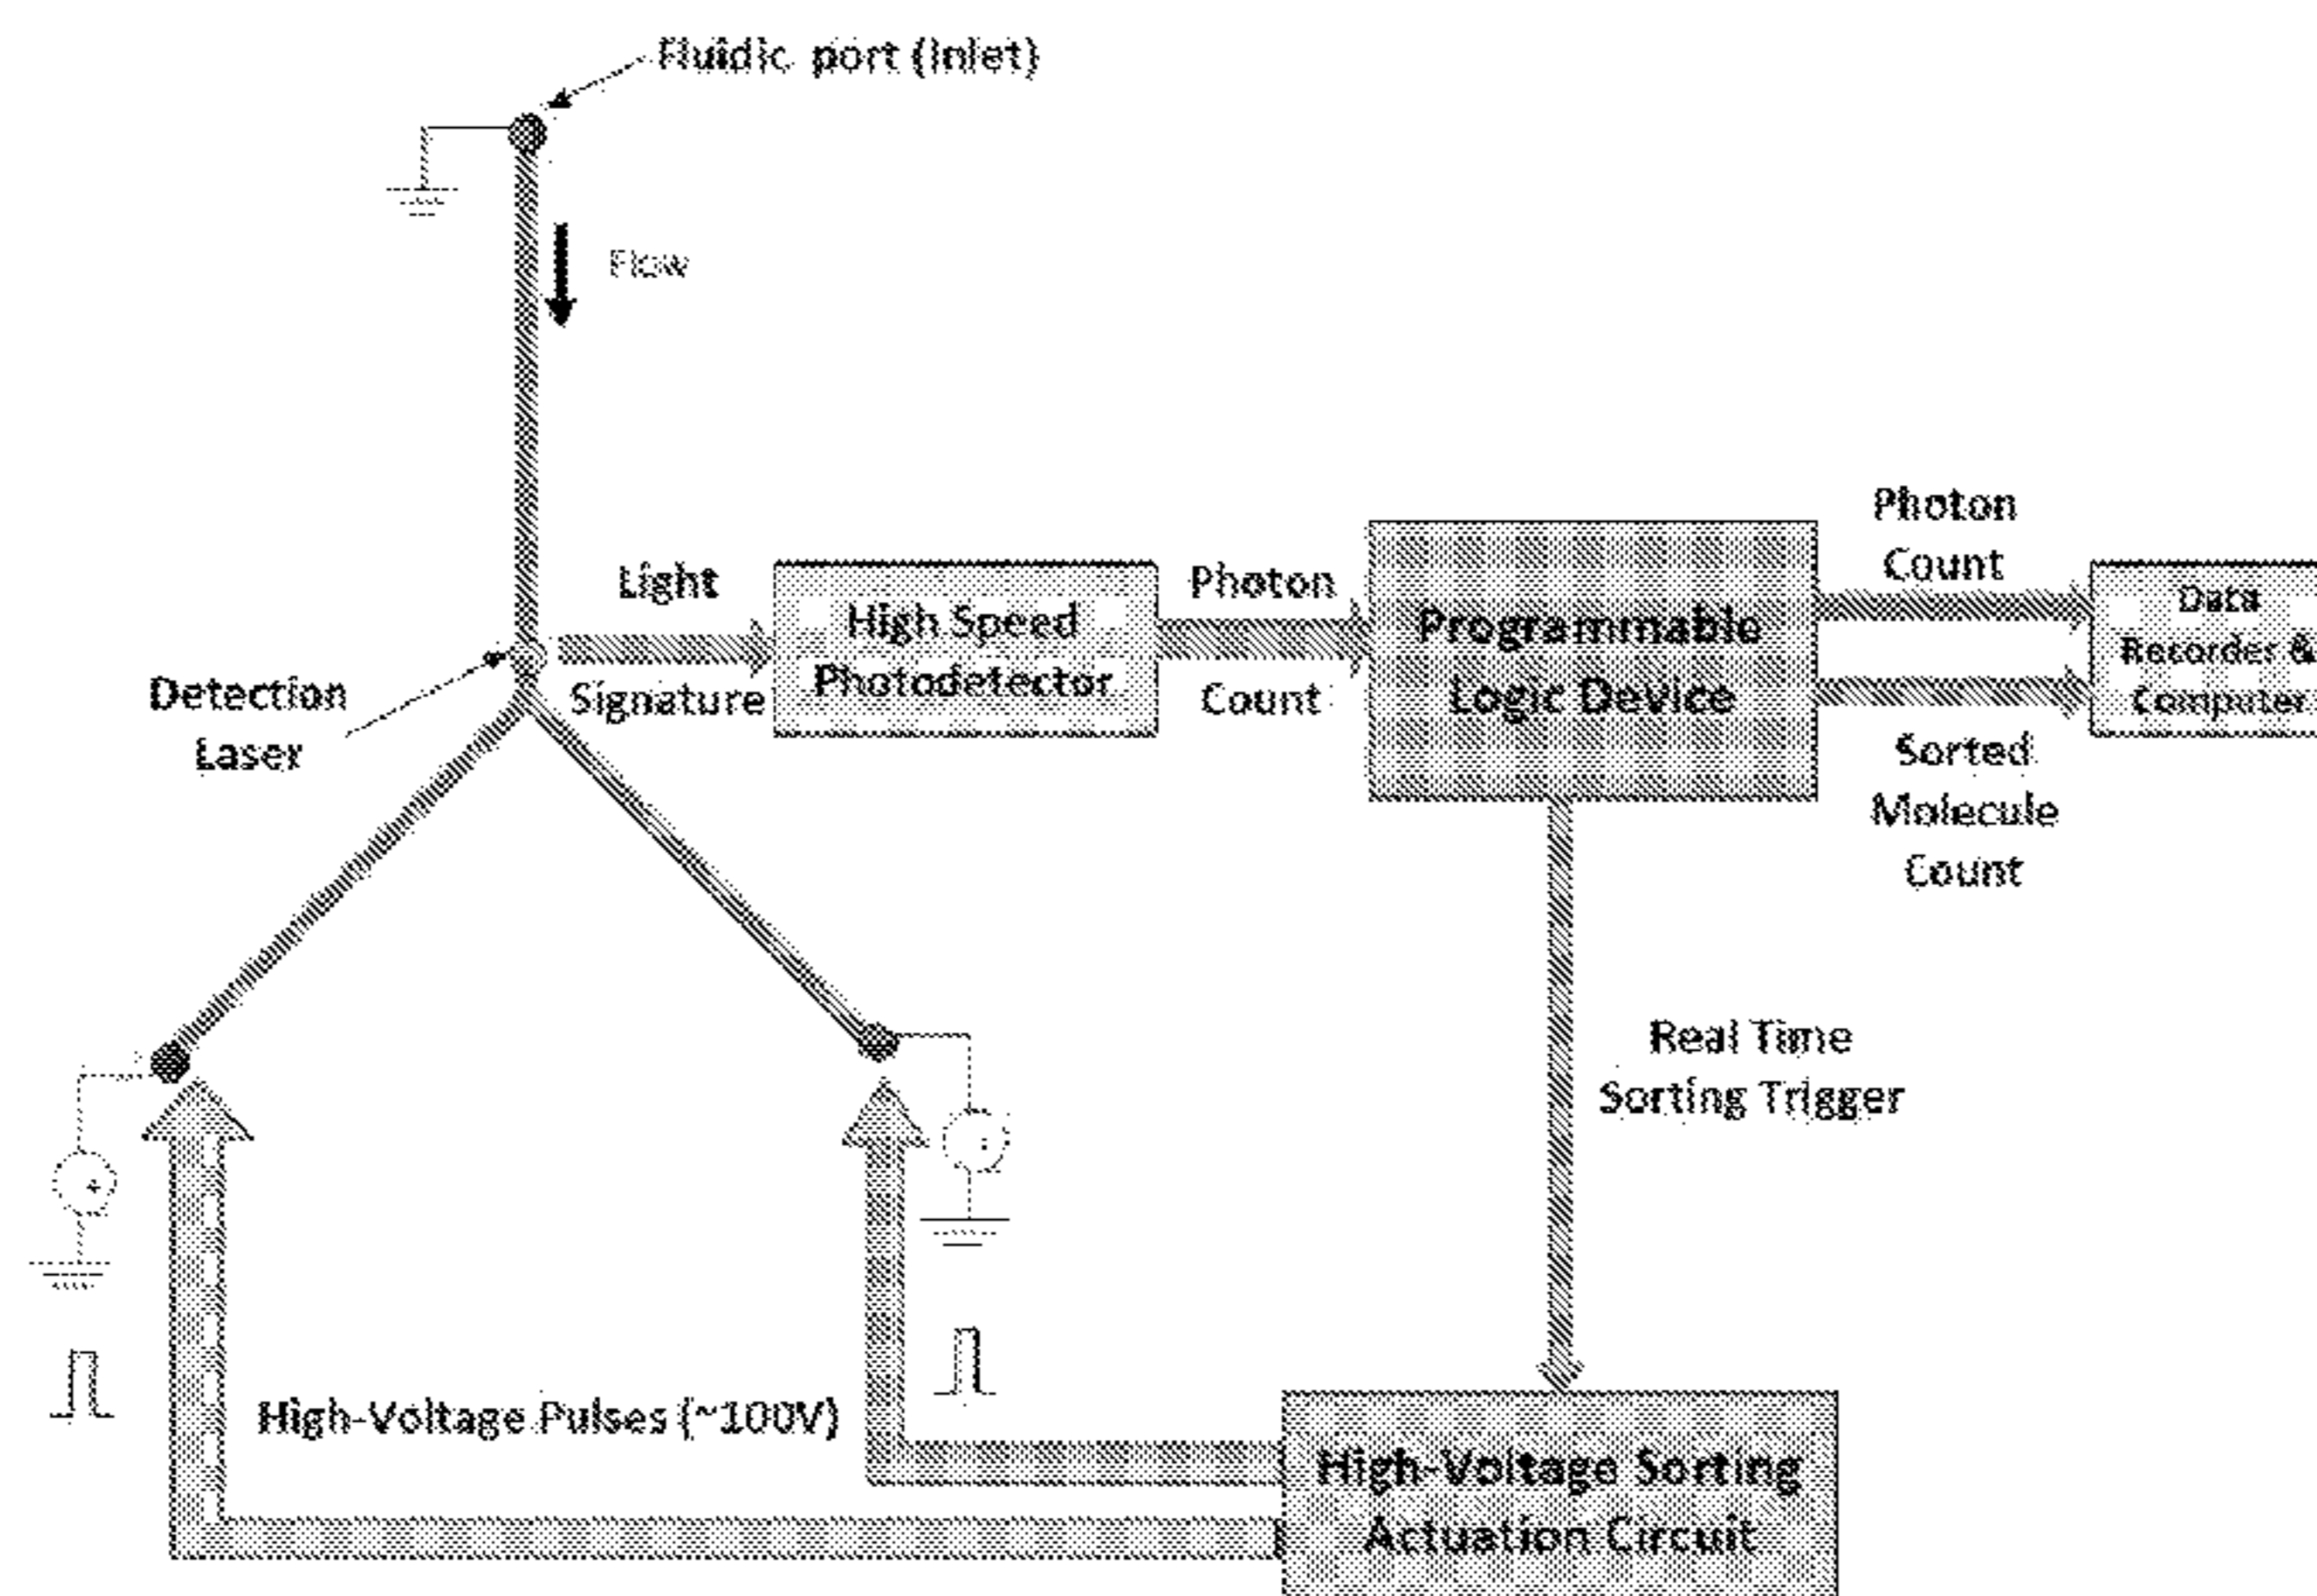 Fluidic port (Inlet)
Flow
Light
Signature
High Speed
Photodetector
Photon
Count
Programmable
Logic Device
Photon
Count
Data
Recorder &
Computer
Sorted
Molecule
Count
Detection
Laser
Real Time
Sorting Trigger
+
High-Voltage Pulses (~100V)
High-Voltage Sorting
Actuation Circuit